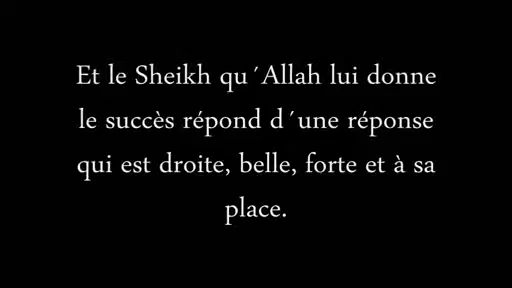 Et le Sheikh qu´Allah lui donne
le succès répond d´une réponse
qui est droite, belle, forte et à sa
place.